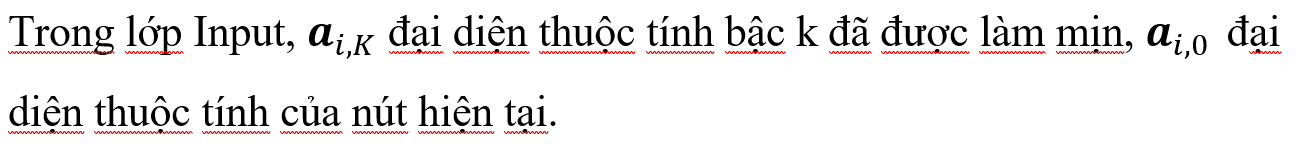 Trong lớp Input, 𝒂ᵢ,K đại diện thuộc tính bậc k đã được làm mịn, 𝒂ᵢ,₀ đại
diện thuộc tính của nút hiện tại.